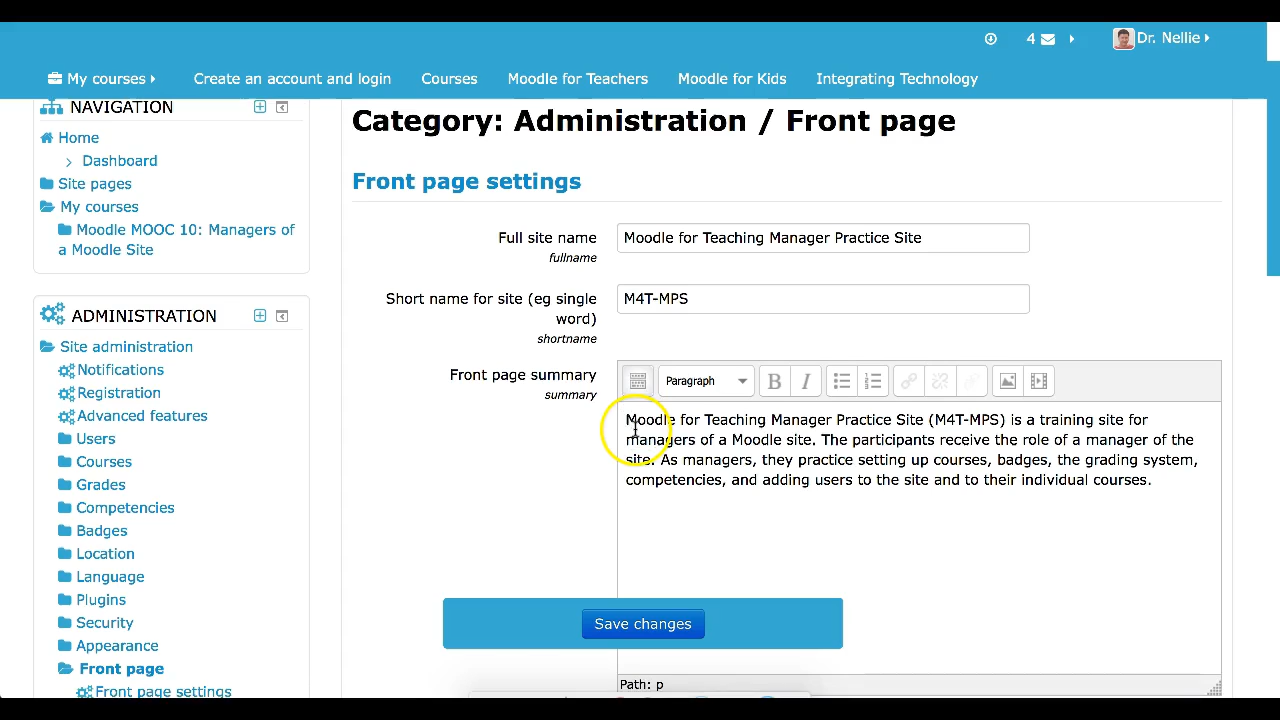 4
Dr. Nellie
My courses
Create an account and login
Courses
Moodle for Teachers
Moodle for Kids
Integrating Technology
NAVIGATION
Home
Dashboard
Site pages
My courses
Moodle MOOC 10: Managers of
a Moodle Site
ADMINISTRATION
Site administration
Notifications
Registration
Advanced features
Users
Courses
Grades
Competencies
Badges
Location
Language
Plugins
Security
Appearance
Front page
Front page settings
Category: Administration / Front page
Front page settings
Full site name
fullname
Moodle for Teaching Manager Practice Site
Short name for site (eg single
word)
shortname
M4T-MPS
Front page summary
summary
Paragraph
B
I
Moodle for Teaching Manager Practice Site (M4T-MPS) is a training site for
managers of a Moodle site. The participants receive the role of a manager of the
site. As managers, they practice setting up courses, badges, the grading system,
competencies, and adding users to the site and to their individual courses.
Save changes
Path: p